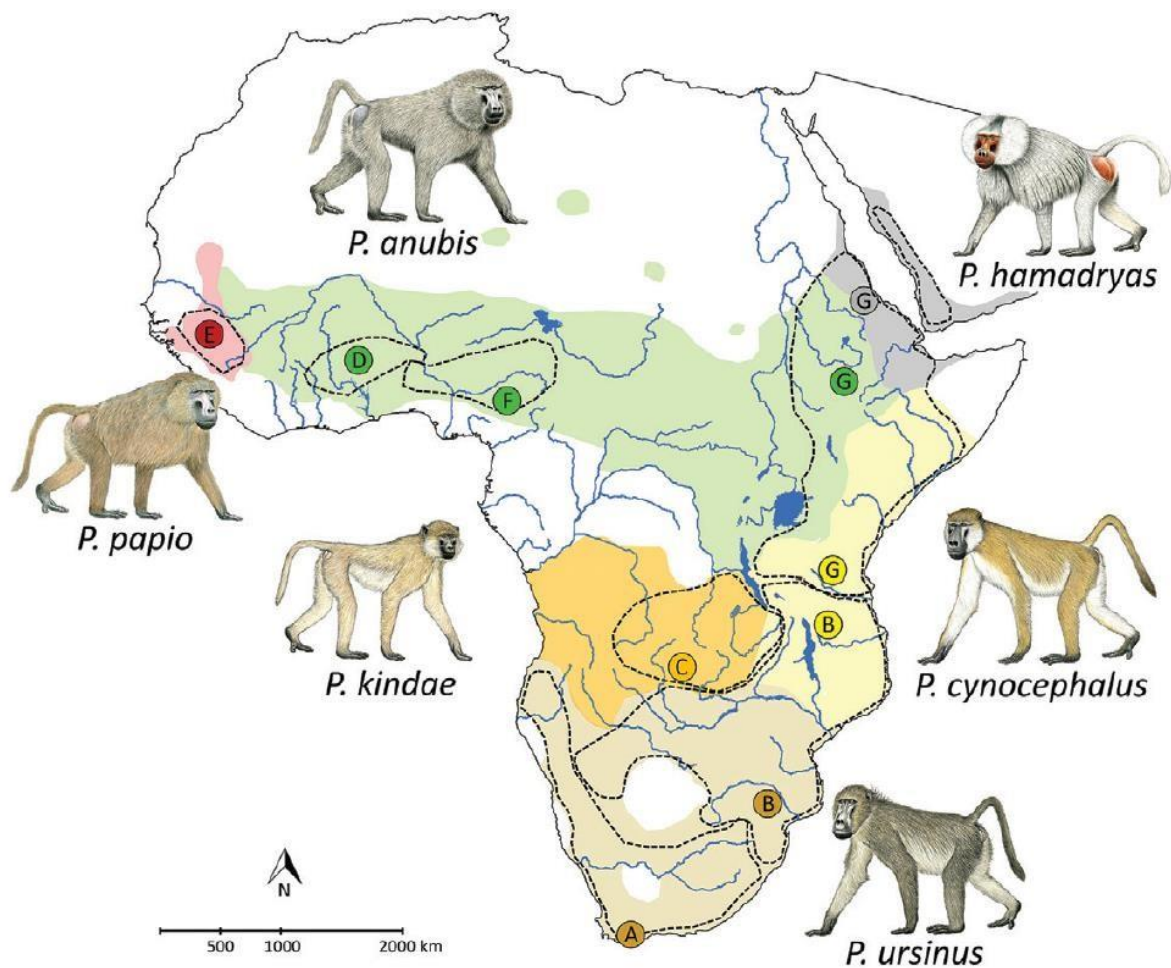 P. anubis
P. hamadryas
G
E
D
G
F
P. papio
G
B
P. kindae
C
P. cynocephalus
B
N
500 1000 2000 km
A
P. ursinus